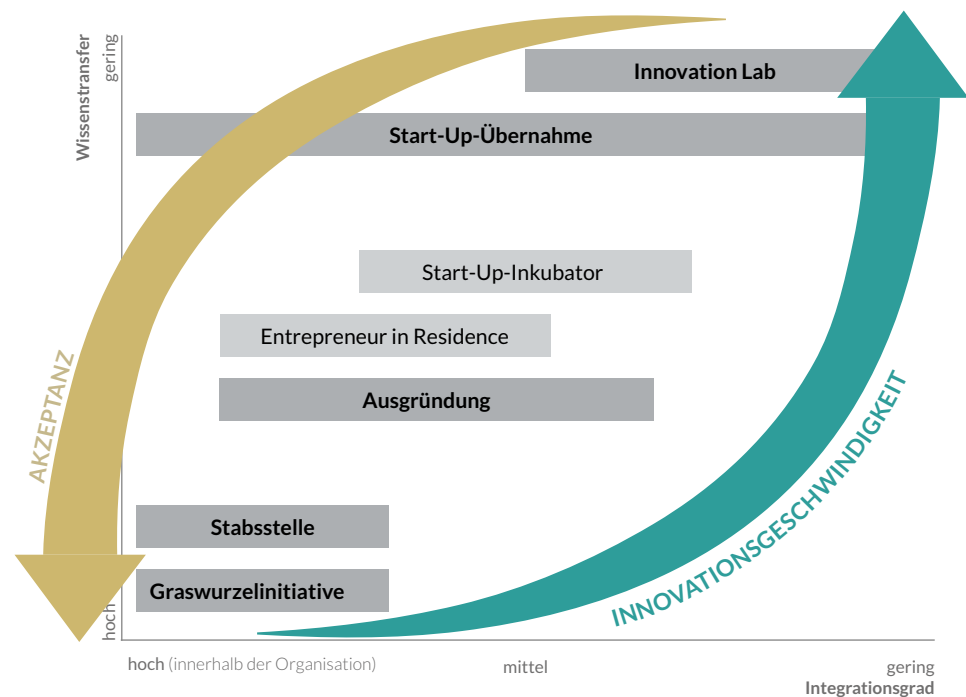 Wissenstransfer
gering
Innovation Lab
Start-Up-Übernahme
Start-Up-Inkubator
Entrepreneur in Residence
Ausgründung
AKZEPTANZ
INNOVATIONSGESCHWINDIGKEIT
Stabsstelle
Graswurzelinitiative
hoch
hoch (innerhalb der Organisation)
mittel
gering
Integrationsgrad